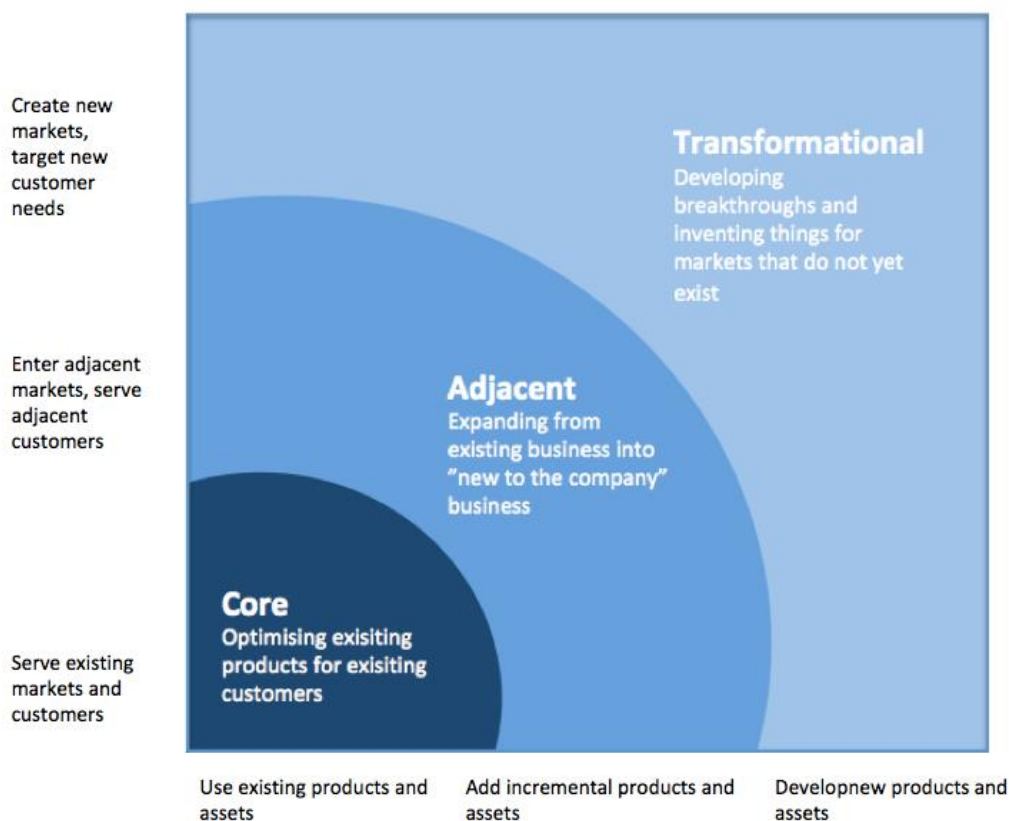 Create new
markets,
target new
customer
needs
Transformational
Developing
breakthroughs and
inventing things for
markets that do not yet
exist
Enter adjacent
markets, serve
adjacent
customers
Adjacent
Expanding from
existing business into
”new to the company”
business
Core
Optimising exisiting
products for exisiting
customers
Serve existing
markets and
customers
Use existing products and
assets
Add incremental products and
assets
Developnew products and
assets